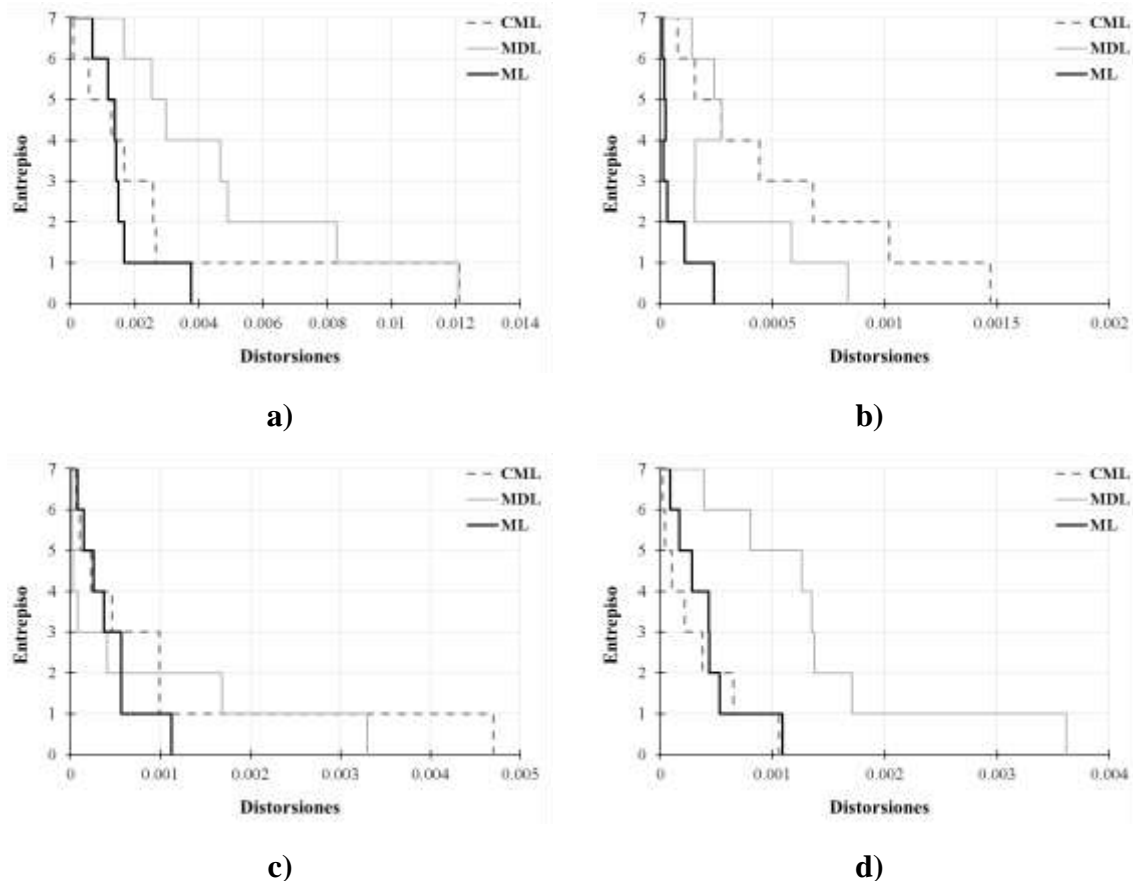 7
6
5
4
3
2
1
0
Entrepiso
CML
MDL
ML
0 0.002 0.004 0.006 0.008 0.01 0.012 0.014
Distorsiones
a)
7
6
5
4
3
2
1
0
Entrepiso
CML
MDL
ML
0 0.0005 0.001 0.0015 0.002
Distorsiones
b)
7
6
5
4
3
2
1
0
Entrepiso
CML
MDL
ML
0 0.001 0.002 0.003 0.004 0.005
Distorsiones
c)
7
6
5
4
3
2
1
0
Entrepiso
CML
MDL
ML
0 0.001 0.002 0.003 0.004
Distorsiones
d)